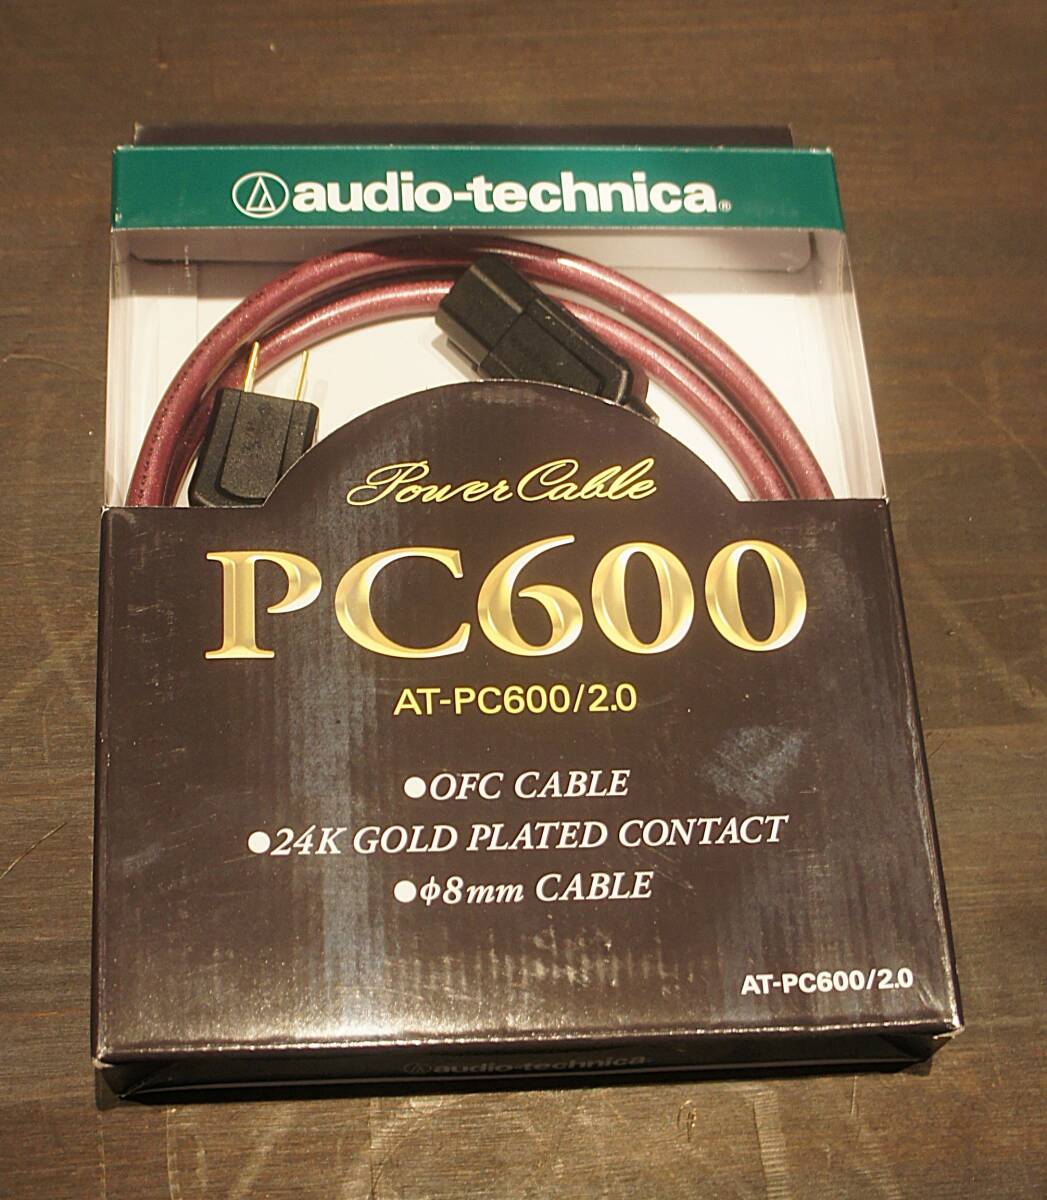 audio-technica®
Power Cable
PC600
AT-PC600/2.0
●OFC CABLE
●24K GOLD PLATED CONTACT
●φ8mm CABLE
AT-PC600/2.0
audio-technica